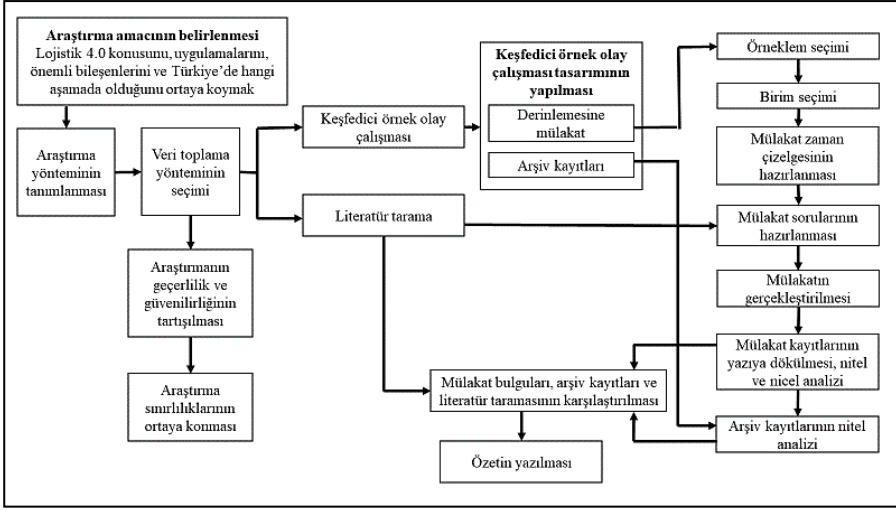 Araştırma amacının belirlenmesi
Lojistik 4.0 konusunu, uygulamalarını,
önemli bileşenlerini ve Türkiye’de hangi
aşamada olduğunu ortaya koymak
Araştırma
yönteminin
tanımlanması
Veri toplama
yönteminin
seçimi
Araştırmanın
geçerlilik ve
güvenilirliğinin
tartışılması
Araştırma
sınırlılıklarının
ortaya konması
Keşfedici örnek olay
çalışması
Literatür tarama
Keşfedici örnek olay
çalışması tasarımının
yapılması
Derinlemesine
mülakat
Arşiv kayıtları
Örneklem seçimi
Birim seçimi
Mülakat zaman
çizelgesinin
hazırlanması
Mülakat sorularının
hazırlanması
Mülakatın
gerçekleştirilmesi
Mülakat kayıtlarının
yazıya dökülmesi, nitel
ve nicel analizi
Arşiv kayıtlarının nitel
analizi
Mülakat bulguları, arşiv kayıtları ve
literatür taramasının karşılaştırılması
Özetin yazılması